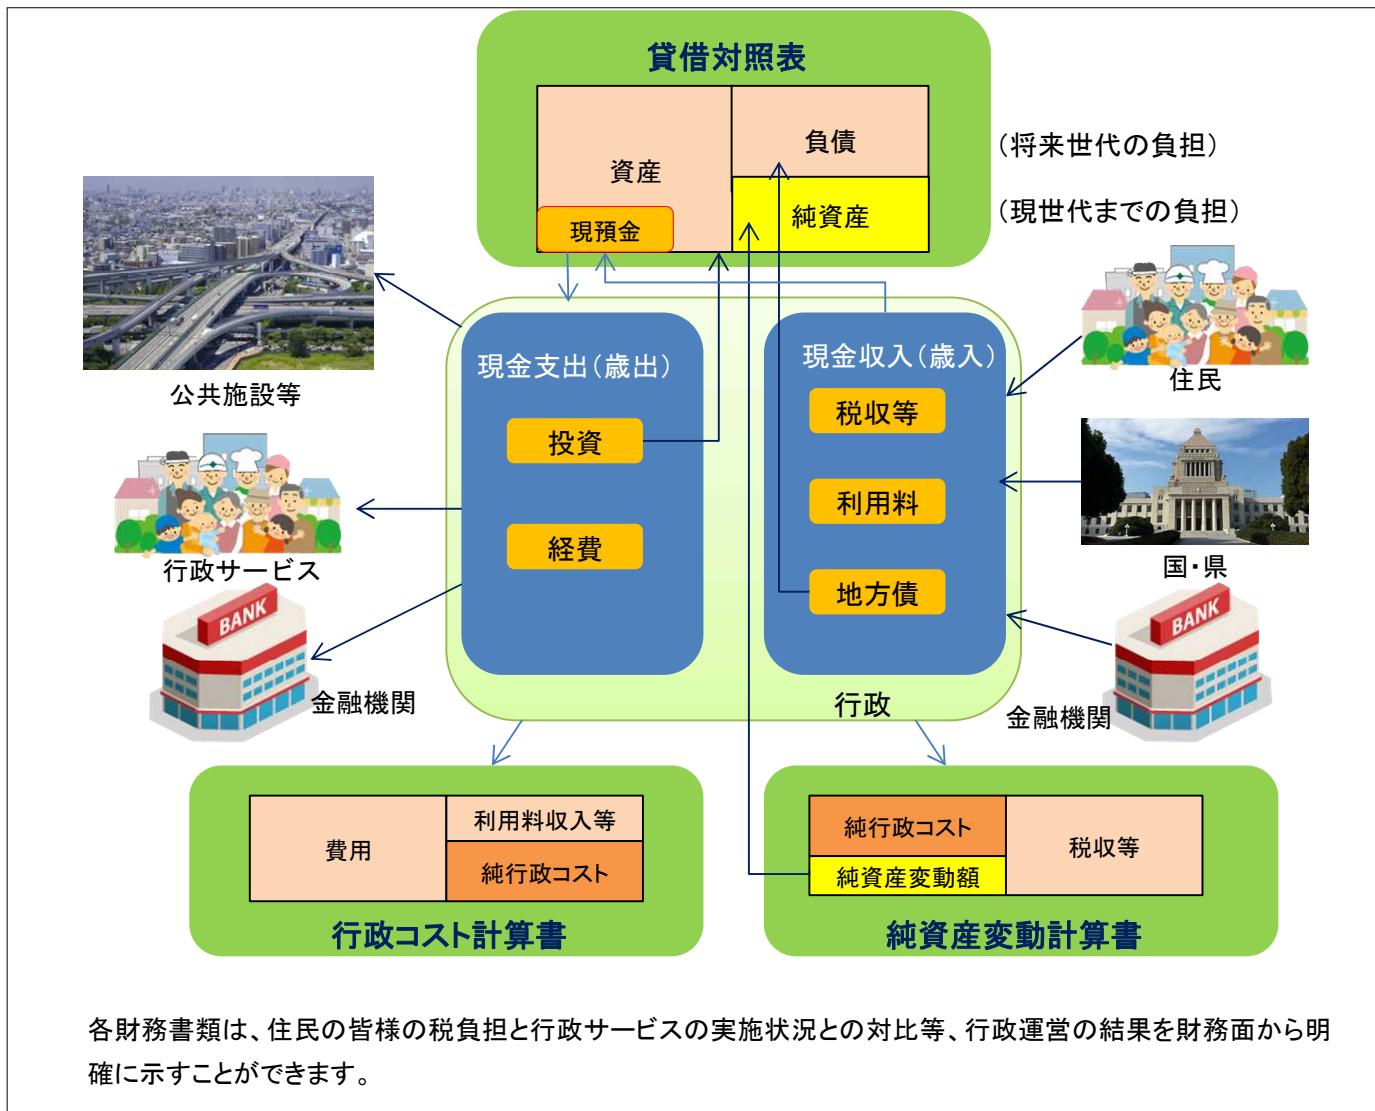 貸借対照表
資産
負債
純資産
現預金
（将来世代の負担）
（現世代までの負担）
公共施設等
行政サービス
BANK
金融機関
現金支出（歳出）
投資
経費
現金収入（歳入）
税収等
利用料
地方債
行政
住民
国・県
BANK
金融機関
費用
利用料収入等
純行政コスト
行政コスト計算書
純行政コスト
純資産変動額
税収等
純資産変動計算書
各財務書類は、住民の皆様の税負担と行政サービスの実施状況との対比等、行政運営の結果を財務面から明
確に示すことができます。